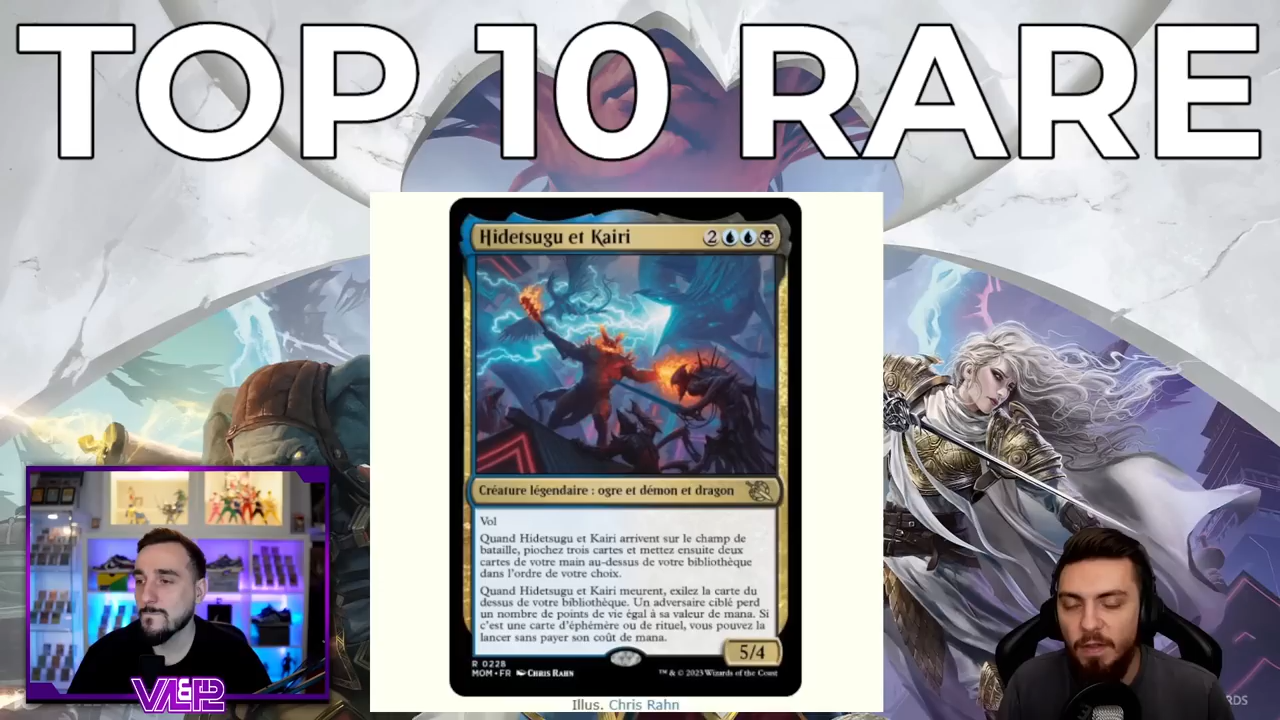 TOP 10 RARE
Hidetsugu et Kairi 2
Créature légendaire : ogre et démon et dragon
Vol
Quand Hidetsugu et Kairi arrivent sur le champ de
bataille, piochez trois cartes et mettez ensuite deux
cartes de votre main au-dessus de votre bibliothèque
dans l'ordre de votre choix.
Quand Hidetsugu et Kairi meurent, exilez la carte du
dessus de votre bibliothèque. Un adversaire ciblé perd
un nombre de points de vie égal à sa valeur de mana. Si
c'est une carte d'éphémère ou de rituel, vous pouvez la
lancer sans payer son coût de mana.
5/4
R 0228
MOM • FR CHRIS RAHN
™ & © 2023 Wizards of the Coast
Illus. Chris Rahn
RDS